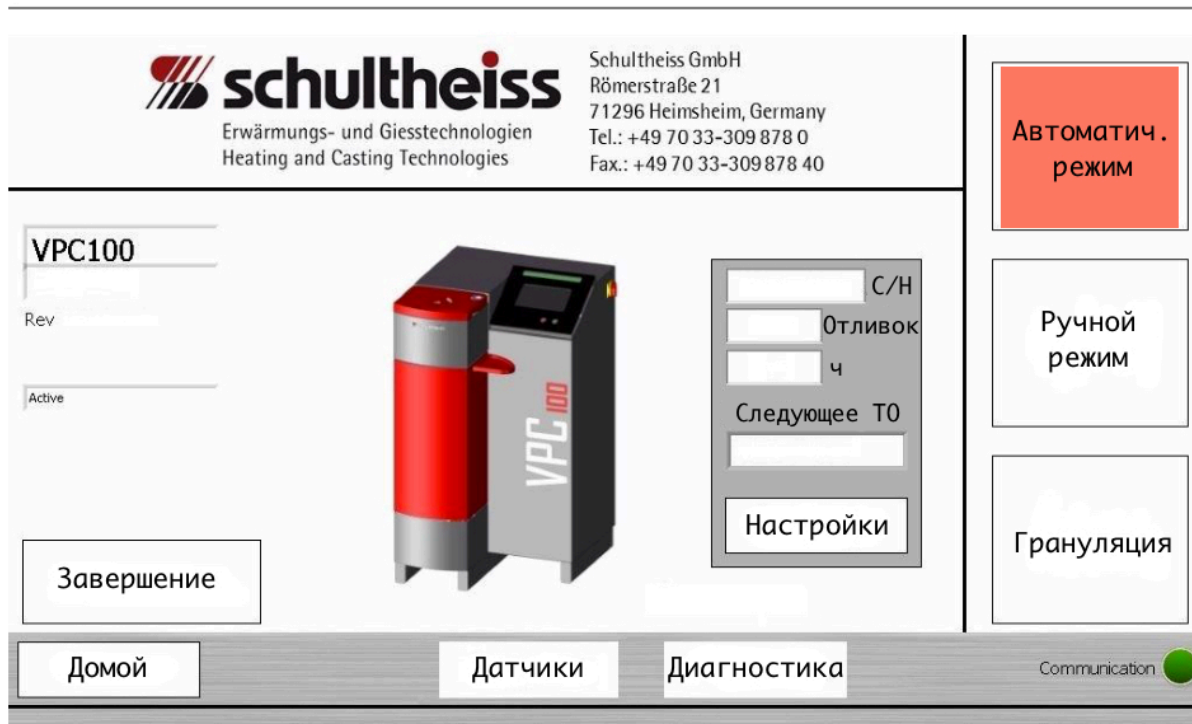 schultheiss
Erwärmungs- und Giesstechnologien
Heating and Casting Technologies
Schultheiss GmbH
Römerstraße 21
71296 Heimsheim, Germany
Tel.: +49 70 33-309 878 0
Fax.: +49 70 33-309 878 40
Автоматич.
режим
VPC100
Rev
Active
VPC 100
С/Н
Отливок
ч
Следующее ТО
Настройки
Ручной
режим
Грануляция
Завершение
Домой
Датчики
Диагностика
Communication